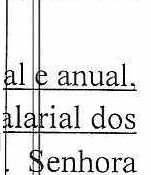 al e anual,
alarial dos
. Senhora